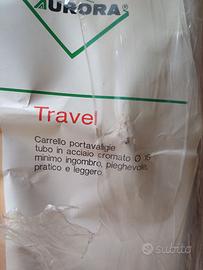 AURORA®
Travel
Carrello portavaligie
tubo in acciaio cromato Ø 16
minimo ingombro, pieghevole
pratico e leggero
subito